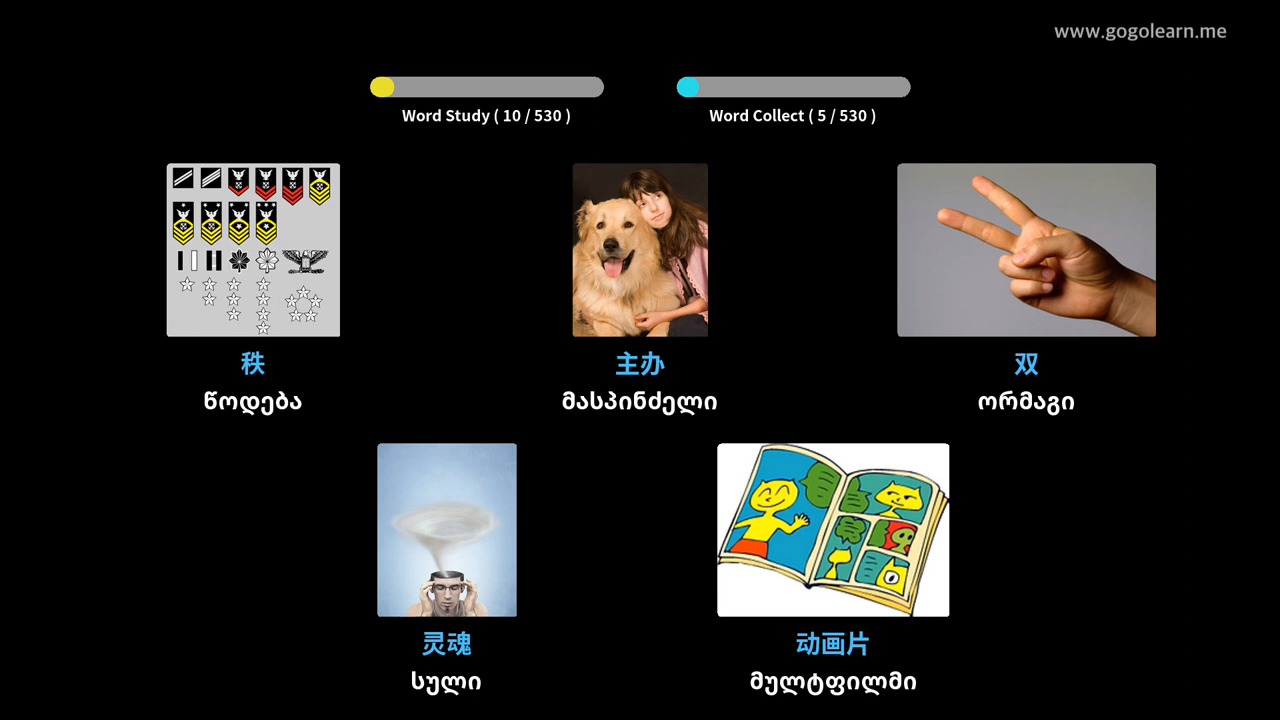 www.gogolearn.me
Word Study ( 10 / 530 )
Word Collect ( 5 / 530 )
秩
წოდება
主办
მასპინძელი
双
ორმაგი
灵魂
სული
动画片
მულტფილმი